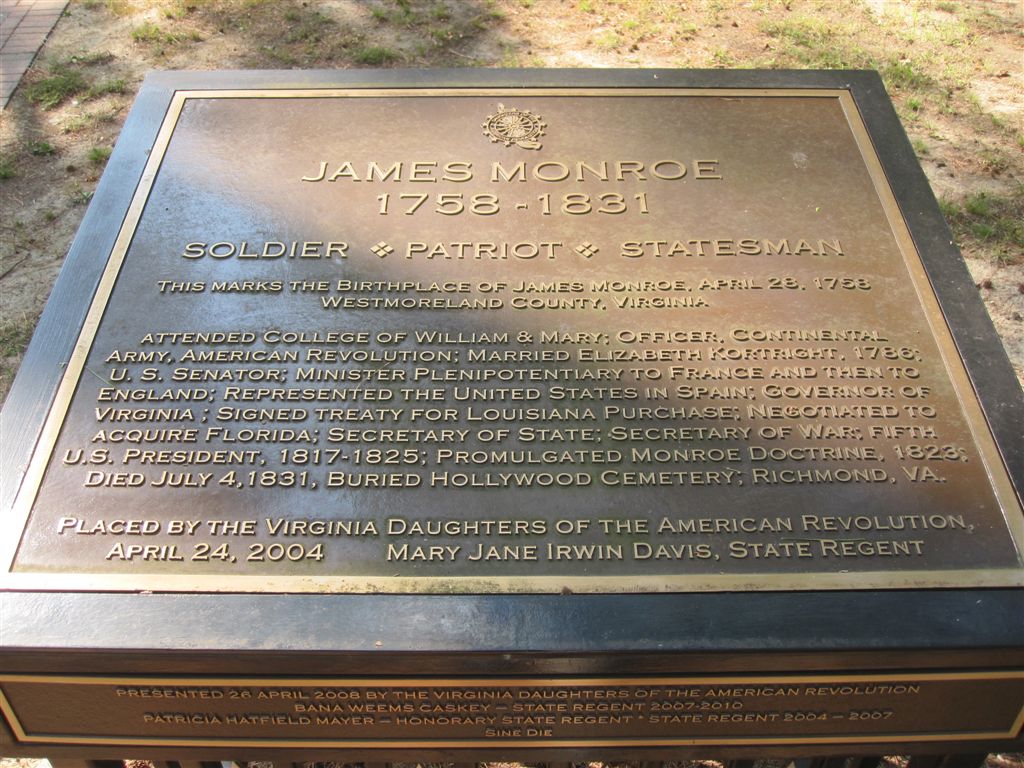 JAMES MONROE
1758 - 1831
SOLDIER ❖ PATRIOT ❖ STATESMAN
THIS MARKS THE BIRTHPLACE OF JAMES MONROE, APRIL 28, 1758
WESTMORELAND COUNTY, VIRGINIA
ATTENDED COLLEGE OF WILLIAM & MARY; OFFICER, CONTINENTAL
ARMY, AMERICAN REVOLUTION; MARRIED ELIZABETH KORTRIGHT, 1786;
U. S. SENATOR; MINISTER PLENIPOTENTIARY TO FRANCE AND THEN TO
ENGLAND; REPRESENTED THE UNITED STATES IN SPAIN; GOVERNOR OF
VIRGINIA ; SIGNED TREATY FOR LOUISIANA PURCHASE; NEGOTIATED TO
ACQUIRE FLORIDA; SECRETARY OF STATE; SECRETARY OF WAR; FIFTH
U.S. PRESIDENT, 1817-1825; PROMULGATED MONROE DOCTRINE, 1823;
DIED JULY 4,1831, BURIED HOLLYWOOD CEMETERY; RICHMOND, VA.
PLACED BY THE VIRGINIA DAUGHTERS OF THE AMERICAN REVOLUTION,
APRIL 24, 2004 MARY JANE IRWIN DAVIS, STATE REGENT
PRESENTED 26 APRIL 2008 BY THE VIRGINIA DAUGHTERS OF THE AMERICAN REVOLUTION
BANA WEEMS CASKEY – STATE REGENT 2007-2010
PATRICIA HATFIELD MAYER – HONORARY STATE REGENT * STATE REGENT 2004 – 2007
SINE DIE